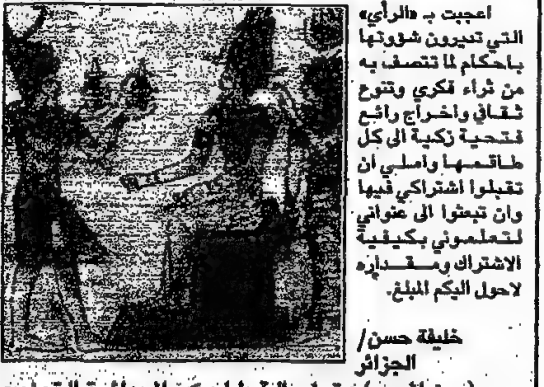 اعجبت بـ «الرأي»
التي تديرون شؤونها
باحكام لما تتصف به
من ثراء فكري وتنوع
ثقافي واخراج رائع
فتحية زكية الى كل
طاقمها واملي ان
تقبلوا اشتراكي فيها
وان تبعثوا الى عنواني
لتعلموني بكيفية
الاشتراك ومقداره
لاحول اليكم المبلغ.
خليفة حسن/
الجزائر